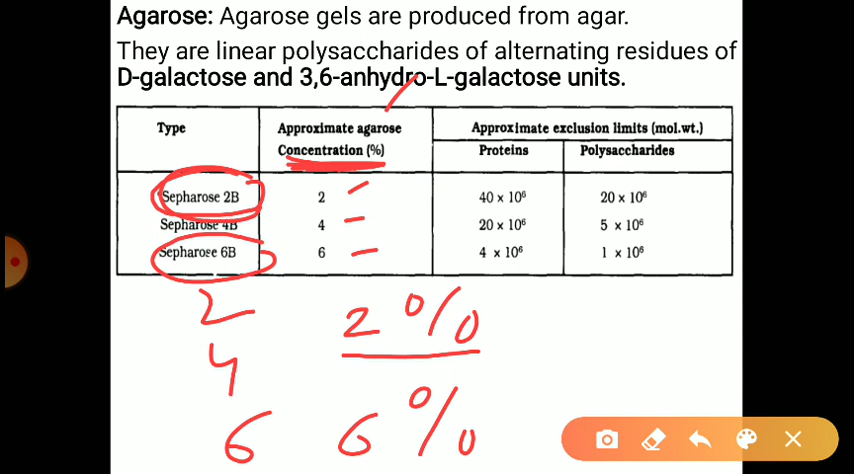 Agarose: Agarose gels are produced from agar.
They are linear polysaccharides of alternating residues of
D-galactose and 3,6-anhydro-L-galactose units.
Type Approximate agarose Approximate exclusion limits (mol.wt.)
Concentration (%) Proteins Polysaccharides
Sepharose 2B 2 40 x 10⁶ 20 x 10⁶
Sepharose 4B 4 20 x 10⁶ 5 x 10⁶
Sepharose 6B 6 4 x 10⁶ 1 x 10⁶
2 2 %
4
6 6 %